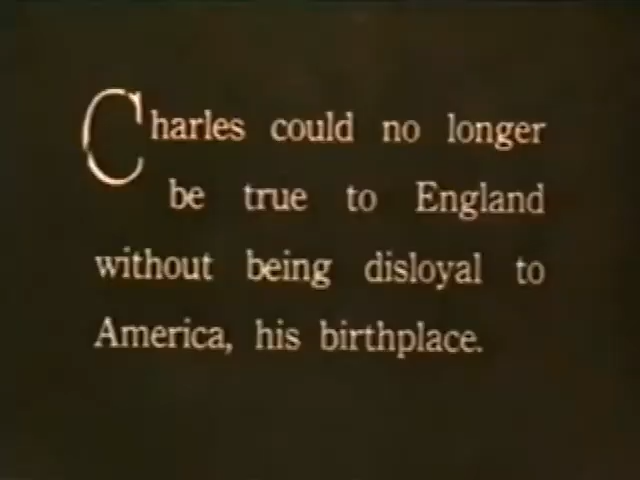 Charles could no longer
be true to England
without being disloyal to
America, his birthplace.